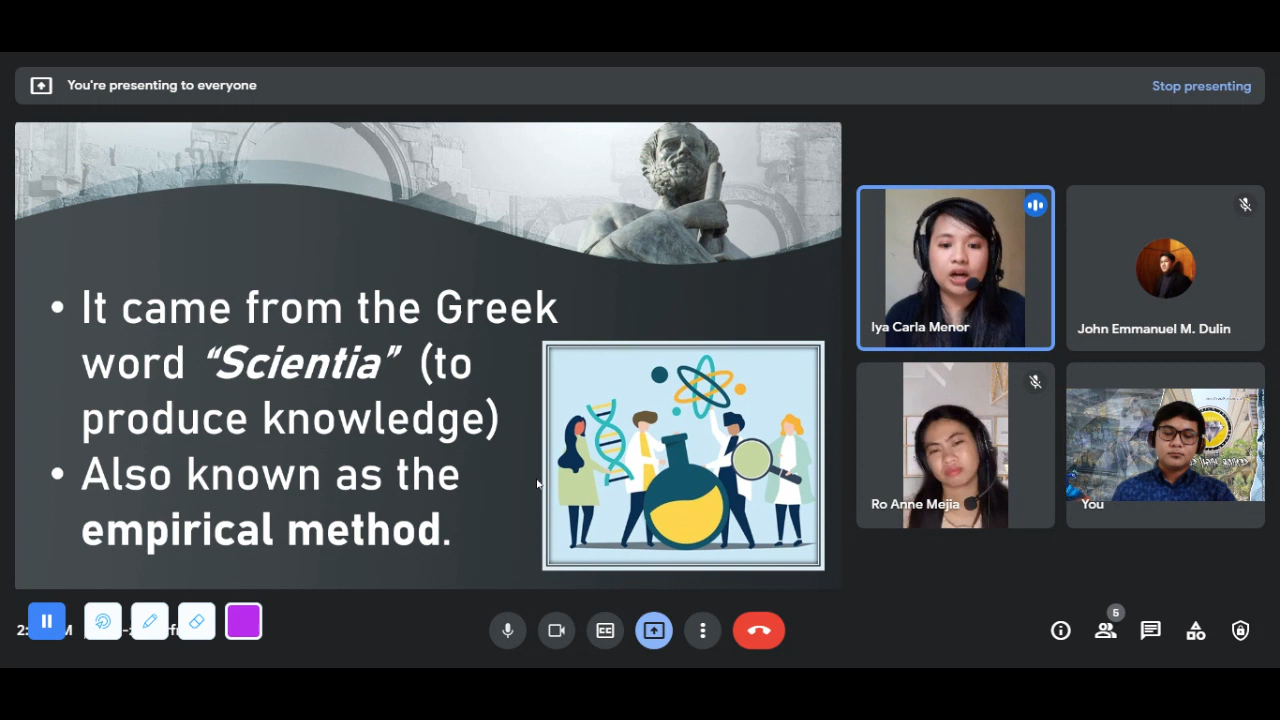 You're presenting to everyone
Stop presenting
• It came from the Greek
word “Scientia” (to
produce knowledge)
• Also known as the
empirical method.
Iya Carla Menor
John Emmanuel M. Dulin
Ro Anne Mejia
You
CC
5